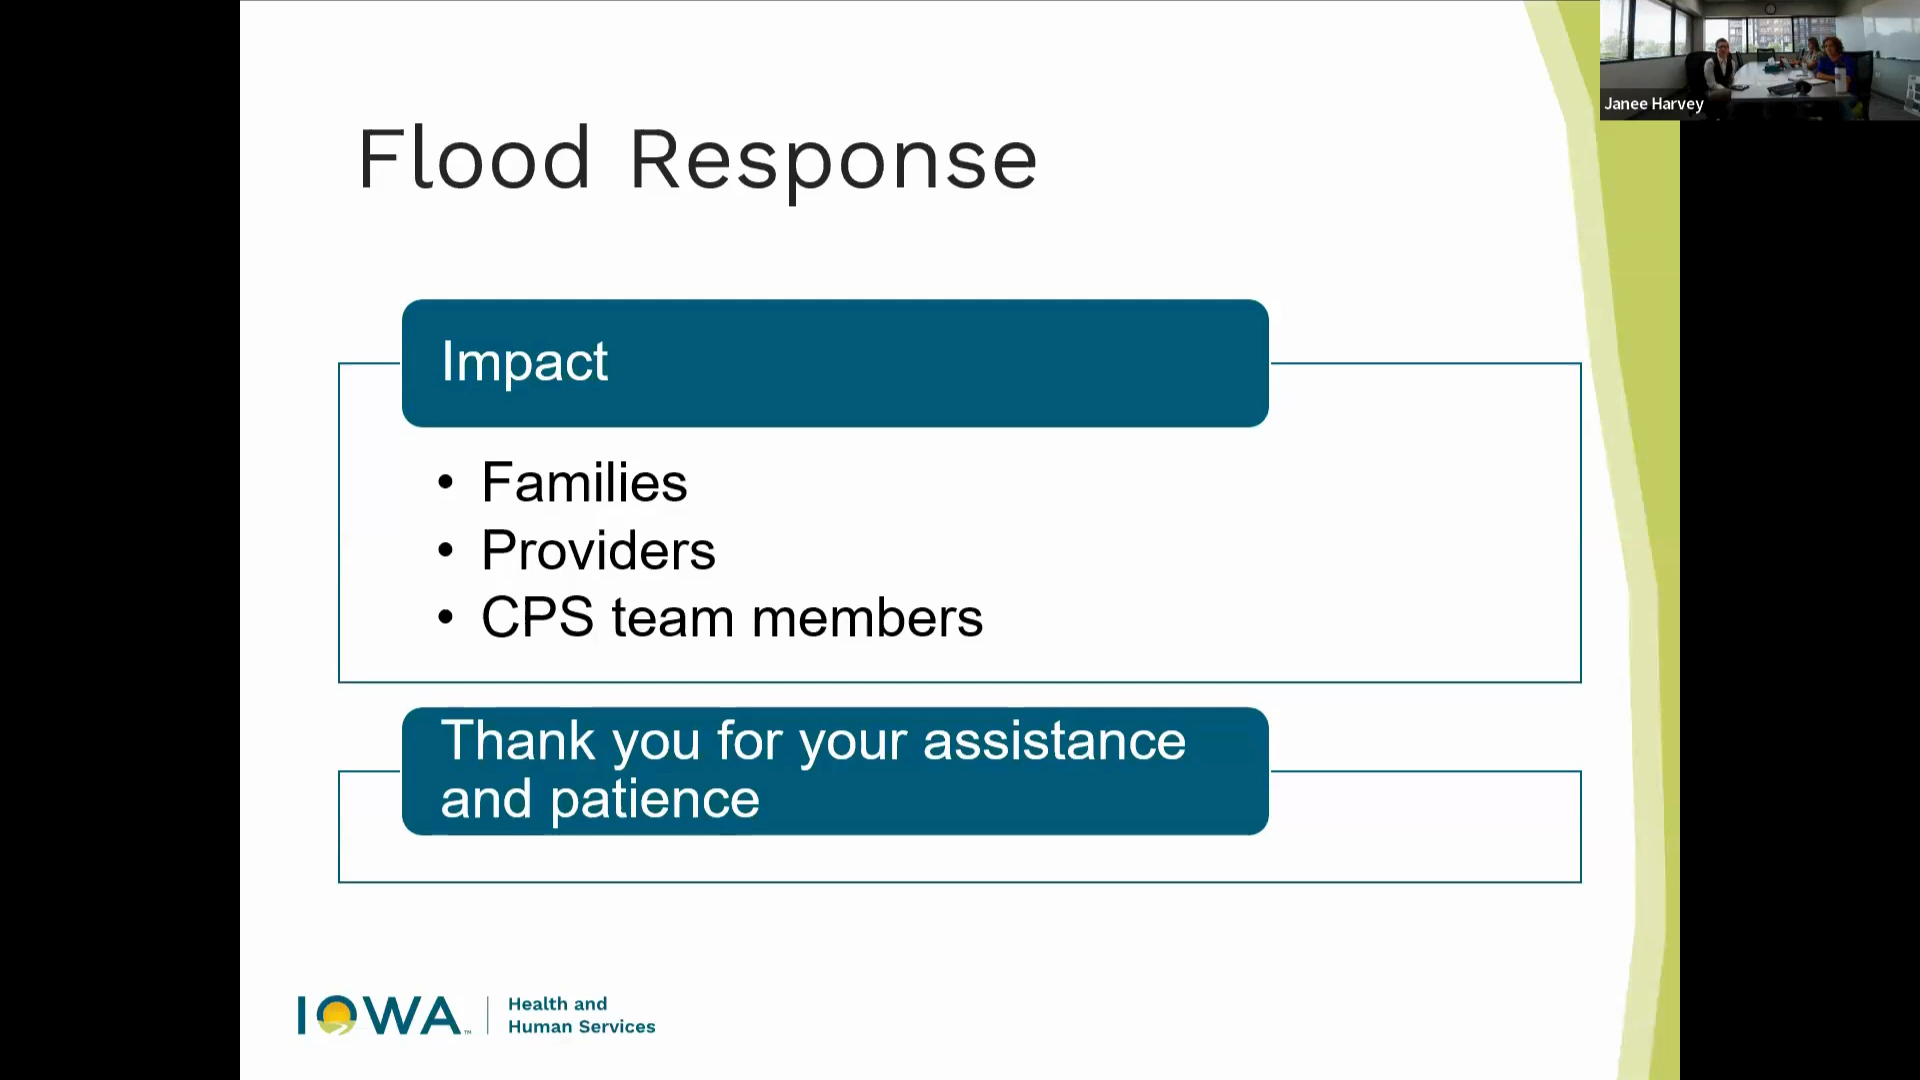 Janee Harvey
Flood Response
Impact
• Families
• Providers
• CPS team members
Thank you for your assistance
and patience
IOWA™
Health and
Human Services